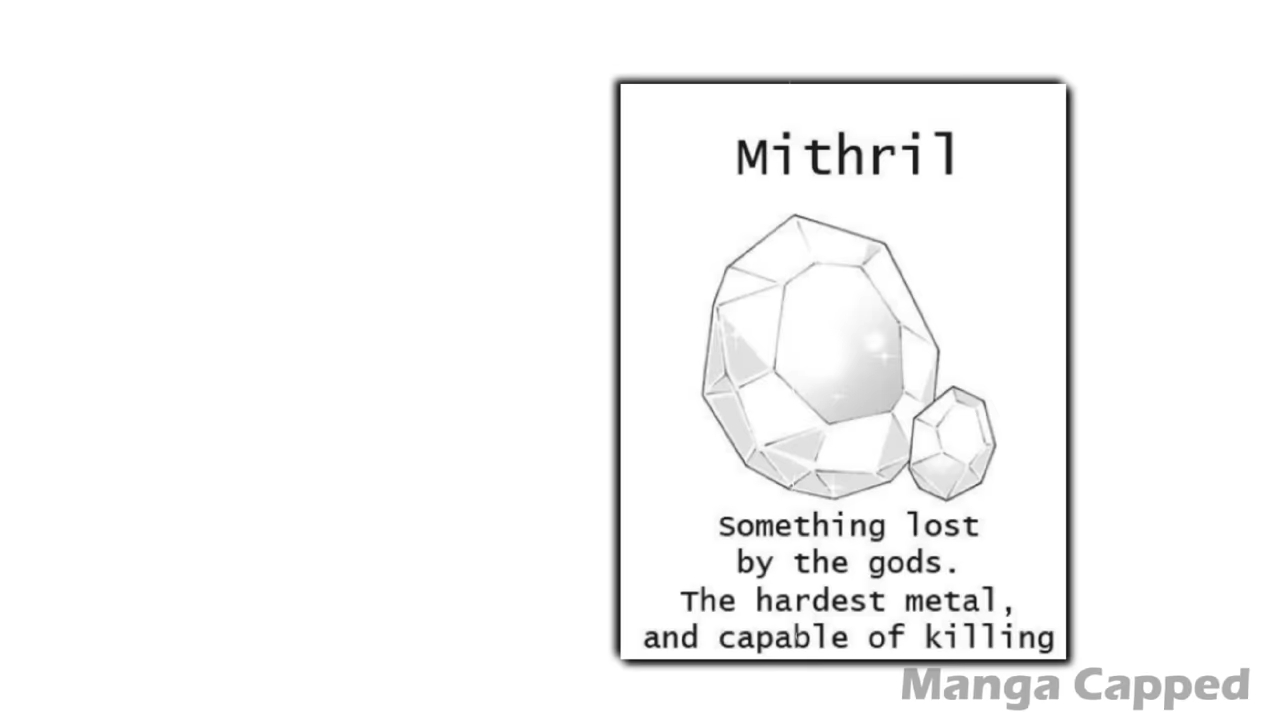 Mithril
Something lost
by the gods.
The hardest metal,
and capable of killing
Manga Capped